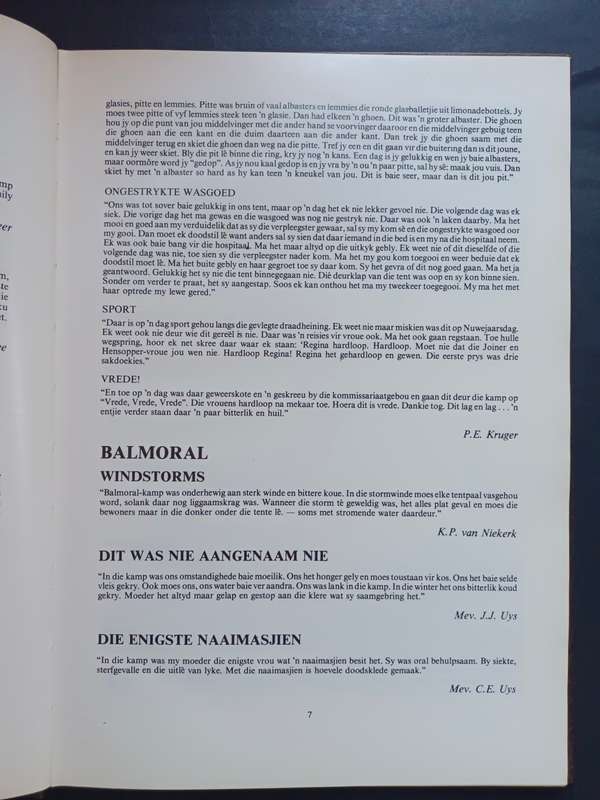 glasies, pitte en lemmies. Pitte was bruin of vaal albasters en lemmies die ronde glasballetjie uit limonadebottels. Jy
moes twee pitte of vyf lemmies steek teen 'n glasie. Dan had elkeen 'n ghoen. Dit was 'n groter albaster. Die ghoen
hou jy op die punt van jou middelvinger met die ander hand se voorvinger daaroor en die middelvinger gebuig teen
die ghoen aan die een kant en die duim daarteen aan die ander kant. Dan trek jy die ghoen saam met die
middelvinger terug en skiet die ghoen dan weg na die pitte. Tref jy een en dit gaan vir die buitering dan is dit joune,
en kan jy weer skiet. Bly die pit lê binne die ring, kry jy nog 'n kans. Een dag is jy gelukkig en wen jy baie albasters,
maar oormôre word jy "gedop". As jy nou kaal gedop is en jy vra by 'n ou 'n paar pitte, sal hy sê: maak jou vuis. Dan
skiet hy met 'n albaster so hard as hy kan teen 'n kneukel van jou. Dit is baie seer, maar dan is dit jou pit."
ONGESTRYKTE WASGOED
"Ons was tot sover baie gelukkig in ons tent, maar op 'n dag het ek nie lekker gevoel nie. Die volgende dag was ek
siek. Die vorige dag het ma gewas en die wasgoed was nog nie gestryk nie. Daar was ook 'n laken daarby. Ma het
mooi en goed aan my verduidelik dat as sy die verpleegster gewaar, sal sy my kom sê en die ongestrykte wasgoed oor
my gooi. Dan moet ek doodstil lê want anders sal sy sien dat daar iemand in die bed is en my na die hospitaal neem.
Ek was ook baie bang vir die hospitaal. Ma het maar altyd op die uitkyk gebly. Ek weet nie of dit dieselfde of die
volgende dag was nie, toe sien sy die verpleegster nader kom. Ma het my gou kom toegooi en weer beduie dat ek
doodstil moet lê. Ma het buite gebly en haar gegroet toe sy daar kom. Sy het gevra of dit nog goed gaan. Ma het ja
geantwoord. Gelukkig het sy nie die tent binnegegaan nie. Dié deurklap van die tent was oop en sy kon binne sien.
Sonder om verder te praat, het sy aangestap. Soos ek kan onthou het ma my tweekeer toegegooi. My ma het met
haar optrede my lewe gered."
SPORT
"Daar is op 'n dag sport gehou langs die gevlegte draadheining. Ek weet nie maar miskien was dit op Nuwejaarsdag.
Ek weet ook nie deur wie dit gereël is nie. Daar was 'n reisies vir vroue ook. Ma het ook gaan regstaan. Toe hulle
wegspring, hoor ek net skree daar waar ek staan: 'Regina hardloop. Hardloop. Moet nie dat die Joiner en
Hensopper-vroue jou wen nie. Hardloop Regina! Regina het gehardloop en gewen. Die eerste prys was drie
sakdoekies."
VREDE!
"En toe op 'n dag was daar geweerskote en 'n geskreeu by die kommissariaatgebou en gaan dit deur die kamp op
"Vrede, Vrede, Vrede". Die vrouens hardloop na mekaar toe. Hoera dit is vrede. Dankie tog. Dit lag en lag . . . 'n
entjie verder staan daar 'n paar bitterlik en huil."
P.E. Kruger
BALMORAL
WINDSTORMS
"Balmoral-kamp was onderhewig aan sterk winde en bittere koue. In die stormwinde moes elke tentpaal vasgehou
word, solank daar nog liggaamskrag was. Wanneer die storm té geweldig was, het alles plat geval en moes die
bewoners maar in die donker onder die tente lê. — soms met stromende water daardeur."
K.P. van Niekerk
DIT WAS NIE AANGENAAM NIE
"In die kamp was ons omstandighede baie moeilik. Ons het honger gely en moes toustaan vir kos. Ons het baie selde
vleis gekry. Ook moes ons, ons water baie ver aandra. Ons was lank in die kamp. In die winter het ons bitterlik koud
gekry. Moeder het altyd maar gelap en gestop aan die klere wat sy saamgebring het."
Mev. J.J. Uys
DIE ENIGSTE NAAIMASJIEN
"In die kamp was my moeder die enigste vrou wat 'n naaimasjien besit het. Sy was oral behulpsaam. By siekte,
sterfgevalle en die uitlê van lyke. Met die naaimasjien is hoevele doodsklede gemaak."
Mev. C.E. Uys
7